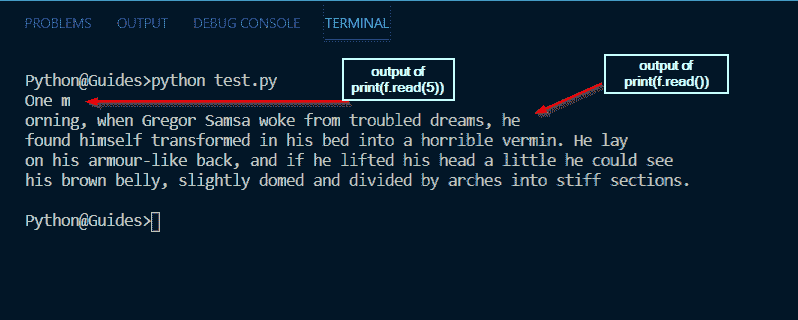 PROBLEMS OUTPUT DEBUG CONSOLE TERMINAL
output of
print(f.read(5))
output of
print(f.read())
Python@Guides>python test.py
One m
orning, when Gregor Samsa woke from troubled dreams, he
found himself transformed in his bed into a horrible vermin. He lay
on his armour-like back, and if he lifted his head a little he could see
his brown belly, slightly domed and divided by arches into stiff sections.
Python@Guides>